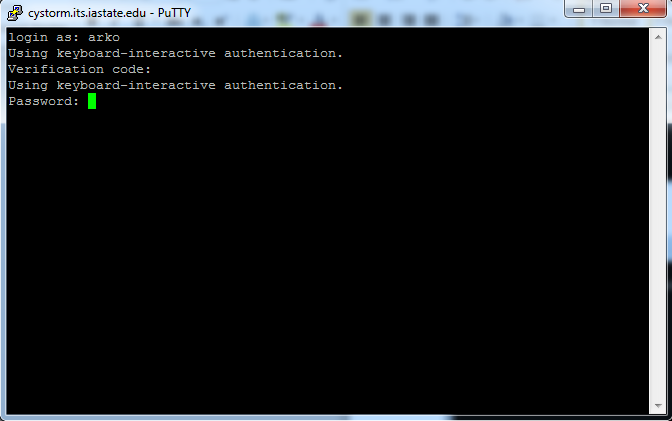 cystorm.its.iastate.edu - PuTTY
login as: arko
Using keyboard-interactive authentication.
Verification code:
Using keyboard-interactive authentication.
Password: